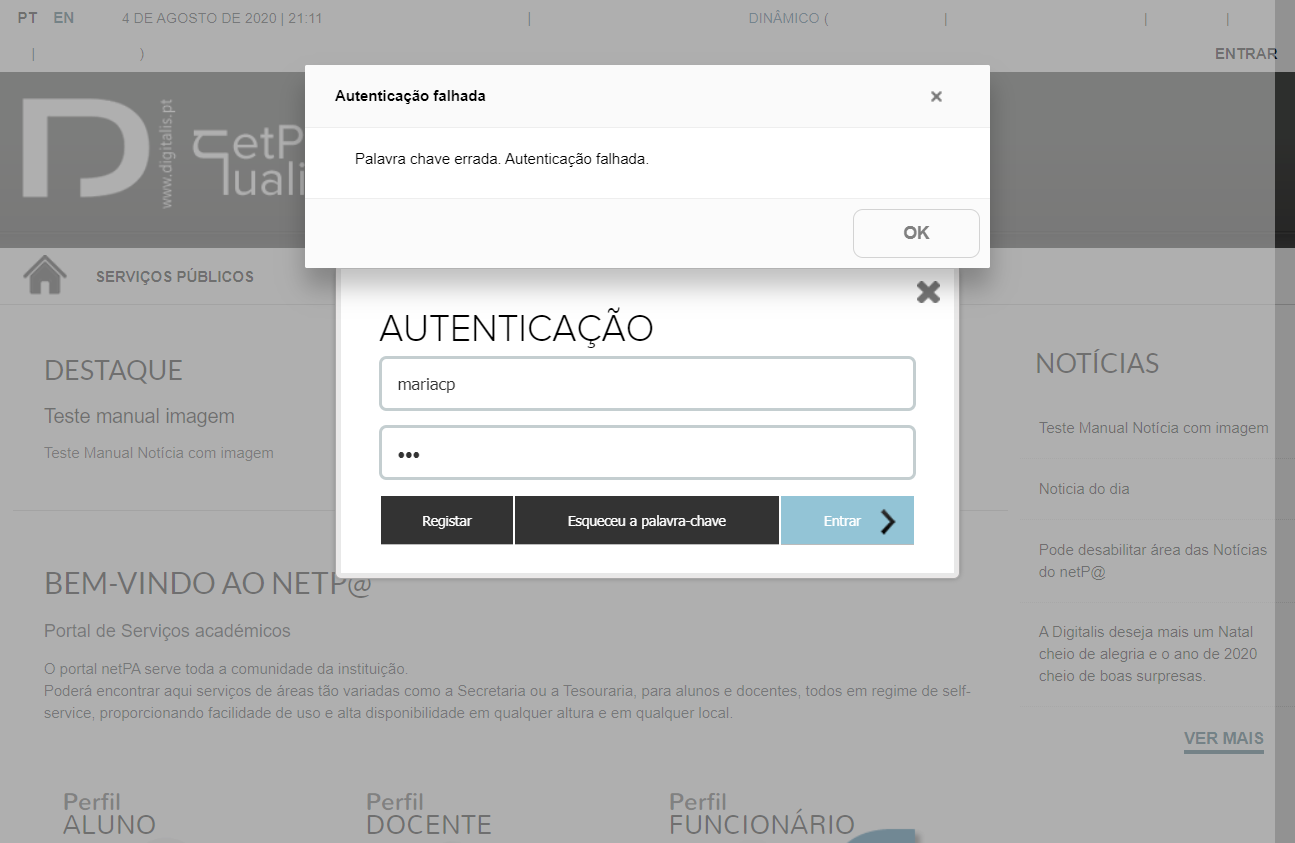 PT EN 4 DE AGOSTO DE 2020 | 21:11 | DINÂMICO ( | | |
| )
ENTRAR
Autenticação falhada
Palavra chave errada. Autenticação falhada.
OK
D www.digitalis.pt
SERVIÇOS PÚBLICOS
AUTENTICAÇÃO
mariacp
•••
Registar Esqueceu a palavra-chave Entrar
DESTAQUE
Teste manual imagem
Teste Manual Notícia com imagem
BEM-VINDO AO NETP@
Portal de Serviços académicos
O portal netPA serve toda a comunidade da instituição.
Poderá encontrar aqui serviços de áreas tão variadas como a Secretaria ou a Tesouraria, para alunos e docentes, todos em regime de self-
service, proporcionando facilidade de uso e alta disponibilidade em qualquer altura e em qualquer local.
NOTÍCIAS
Teste Manual Notícia com imagem
Noticia do dia
Pode desabilitar área das Notícias
do netP@
A Digitalis deseja mais um Natal
cheio de alegria e o ano de 2020
cheio de boas surpresas.
VER MAIS
Perfil
ALUNO
Perfil
DOCENTE
Perfil
FUNCIONÁRIO